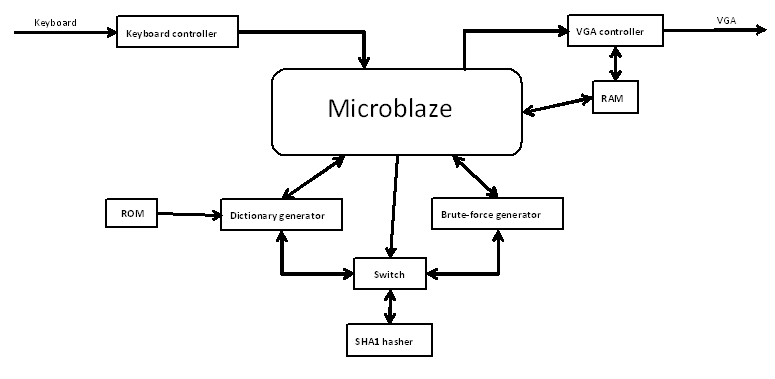 Keyboard
Keyboard controller
VGA controller
VGA
Microblaze
RAM
ROM
Dictionary generator
Brute-force generator
Switch
SHA1 hasher